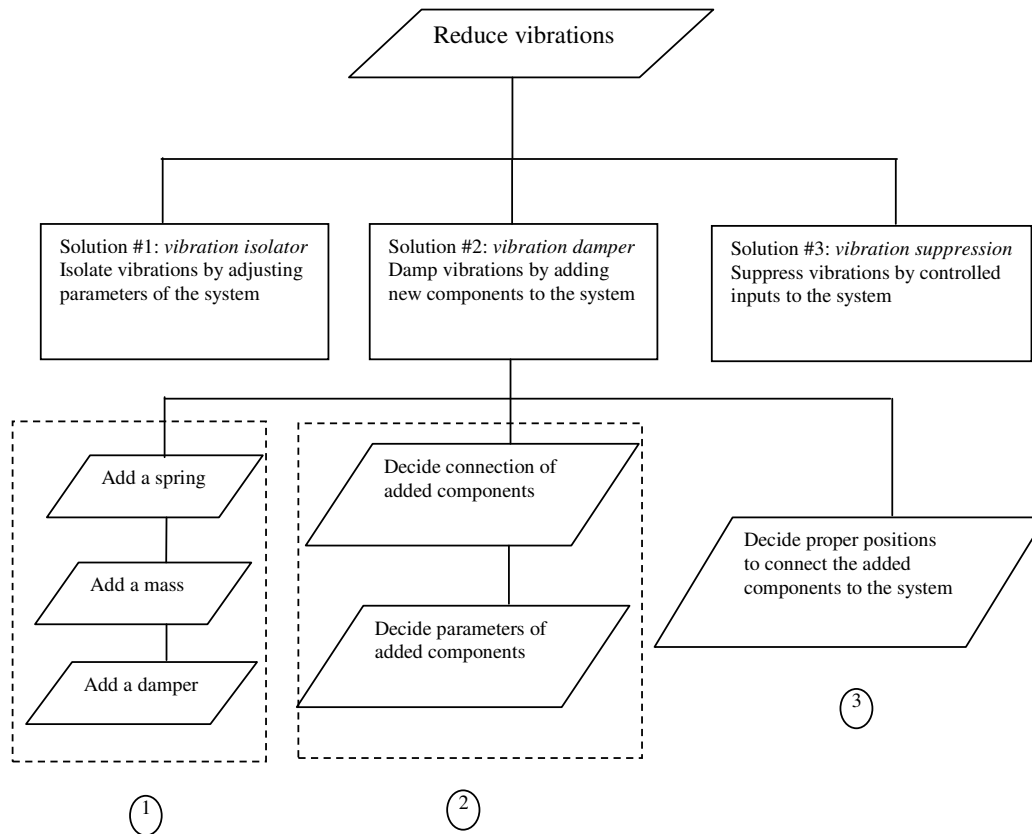 Reduce vibrations
Solution #1: vibration isolator
Isolate vibrations by adjusting
parameters of the system
Solution #2: vibration damper
Damp vibrations by adding
new components to the system
Solution #3: vibration suppression
Suppress vibrations by controlled
inputs to the system
Add a spring
Add a mass
Add a damper
Decide connection of
added components
Decide parameters of
added components
Decide proper positions
to connect the added
components to the system
1
2
3